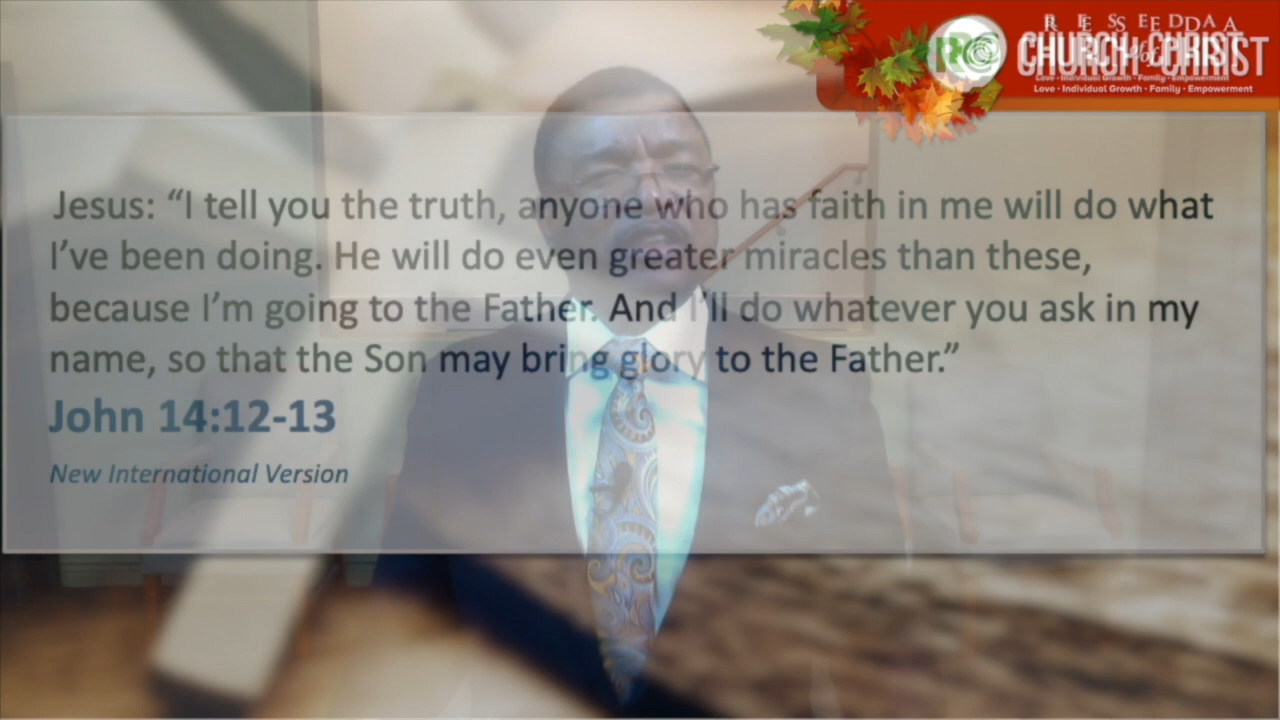 RESEDA
CHURCH of CHRIST
Love • Individual Growth • Family • Empowerment
Jesus: “I tell you the truth, anyone who has faith in me will do what
I’ve been doing. He will do even greater miracles than these,
because I’m going to the Father. And I’ll do whatever you ask in my
name, so that the Son may bring glory to the Father.”
John 14:12-13
New International Version